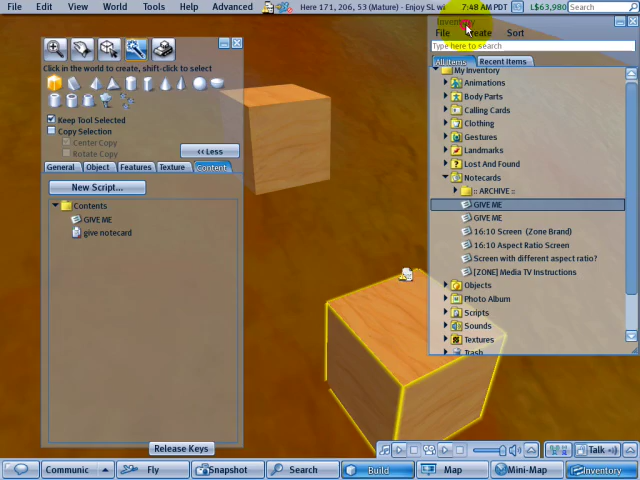 File Edit View World Tools Help Advanced Here 171, 206, 53 (Mature) - Enjoy SL wi 7:48 AM PDT L$63,980 Search
Inventory
File Create Sort
Type here to search
All Items Recent Items
My Inventory
Animations
Body Parts
Calling Cards
Clothing
Gestures
Landmarks
Lost And Found
Notecards
:: ARCHIVE ::
GIVE ME
GIVE ME
16:10 Screen (Zone Brand)
16:10 Aspect Ratio Screen
Screen with different aspect ratio?
[ZONE] Media TV Instructions
Objects
Photo Album
Scripts
Sounds
Textures
Trash
Click in the world to create, shift-click to select
Keep Tool Selected
Copy Selection
Center Copy
Rotate Copy
<< Less
General Object Features Texture Content
New Script...
Contents
GIVE ME
give notecard
Release Keys
Talk
Communic Fly Snapshot Search Build Map Mini-Map Inventory